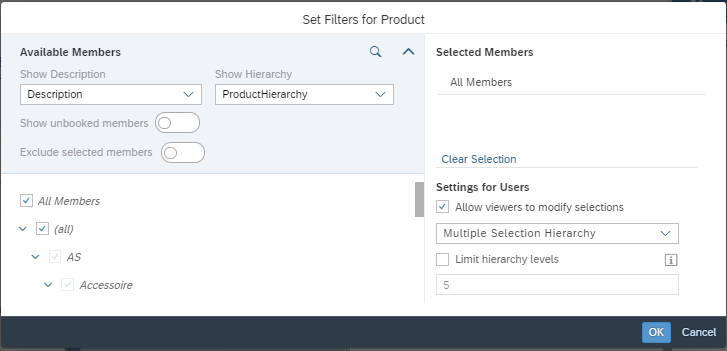 Set Filters for Product
Available Members
Show Description
Show Hierarchy
Description
ProductHierarchy
Show unbooked members
Exclude selected members
All Members
(all)
AS
Accessoire
Selected Members
All Members
Clear Selection
Settings for Users
Allow viewers to modify selections
Multiple Selection Hierarchy
Limit hierarchy levels
5
OK
Cancel